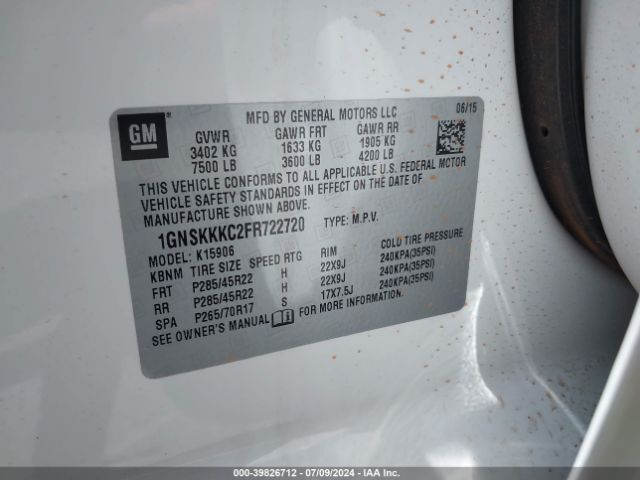 GM ®
MFD BY GENERAL MOTORS LLC 06/15
GVWR GAWR FRT GAWR RR
3402 KG 1633 KG 1905 KG
7500 LB 3600 LB 4200 LB
THIS VEHICLE CONFORMS TO ALL APPLICABLE U.S. FEDERAL MOTOR
VEHICLE SAFETY STANDARDS IN EFFECT ON THE DATE OF
MANUFACTURE SHOWN ABOVE.
1GNSKKKC2FR722720 TYPE: M.P.V.
MODEL: K15906
KBNM TIRE SIZE SPEED RTG RIM COLD TIRE PRESSURE
FRT P285/45R22 H 22X9J 240KPA(35PSI)
RR P285/45R22 H 22X9J 240KPA(35PSI)
SPA P265/70R17 S 17X7.5J 240KPA(35PSI)
SEE OWNER'S MANUAL FOR MORE INFORMATION.
000-39826712 - 07/09/2024 - IAA Inc.